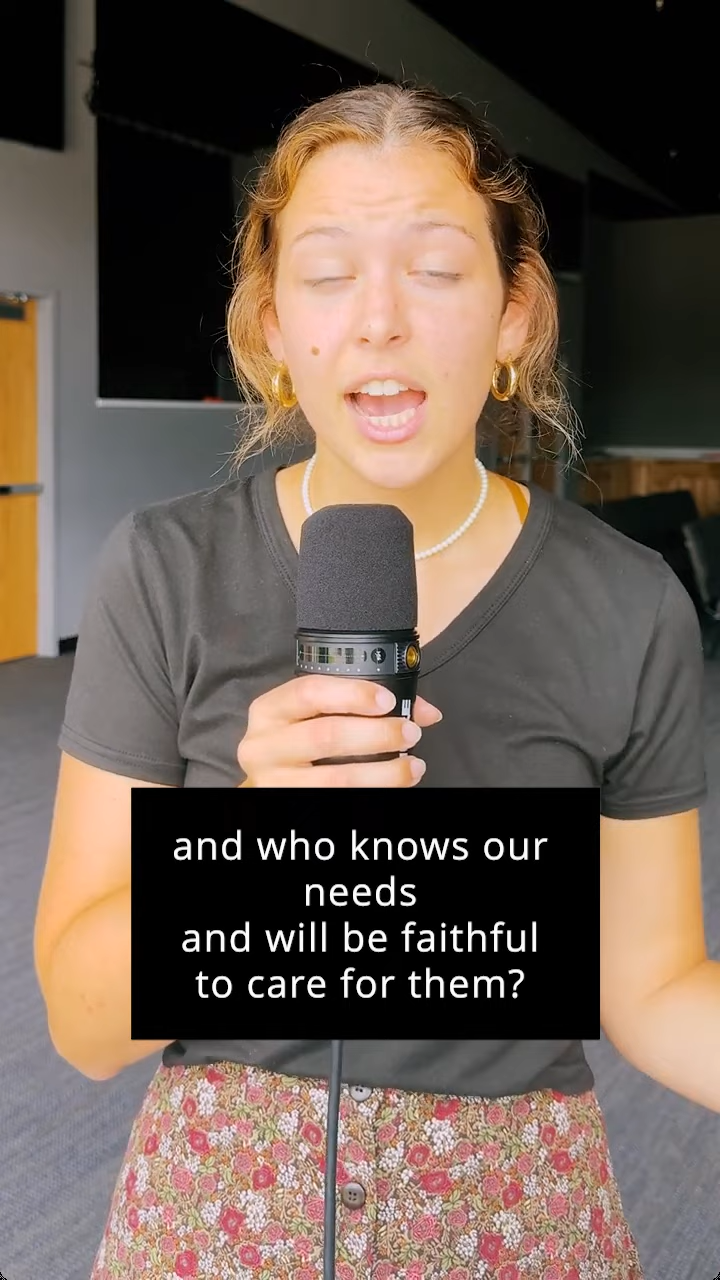 and who knows our
needs
and will be faithful
to care for them?